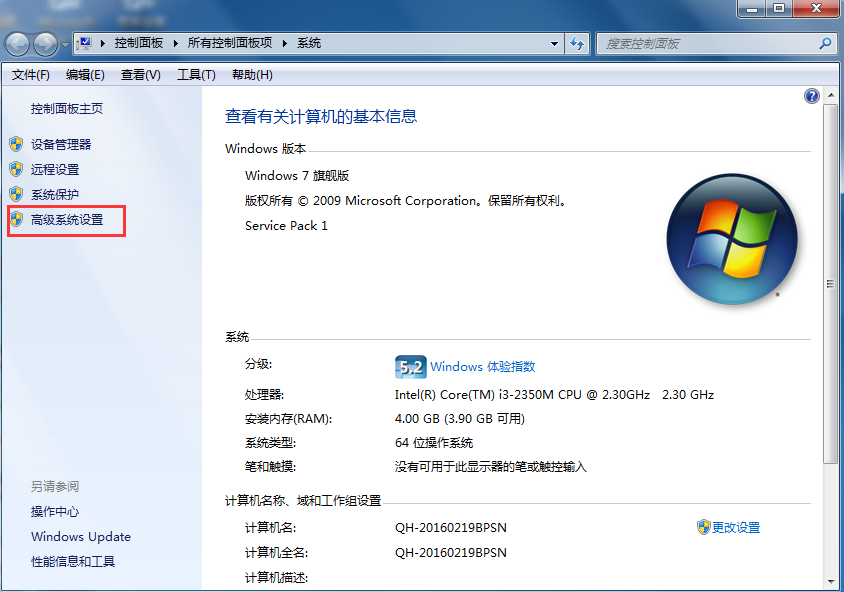 控制面板 ▸ 所有控制面板项 ▸ 系统
搜索控制面板
文件(F) 编辑(E) 查看(V) 工具(T) 帮助(H)
控制面板主页
设备管理器
远程设置
系统保护
高级系统设置
另请参阅
操作中心
Windows Update
性能信息和工具
查看有关计算机的基本信息
Windows 版本
Windows 7 旗舰版
版权所有 © 2009 Microsoft Corporation。保留所有权利。
Service Pack 1
系统
分级: 5.2 Windows 体验指数
处理器: Intel(R) Core(TM) i3-2350M CPU @ 2.30GHz 2.30 GHz
安装内存(RAM): 4.00 GB (3.90 GB 可用)
系统类型: 64 位操作系统
笔和触摸: 没有可用于此显示器的笔或触控输入
计算机名称、域和工作组设置
计算机名: QH-20160219BPSN 更改设置
计算机全名: QH-20160219BPSN
计算机描述: